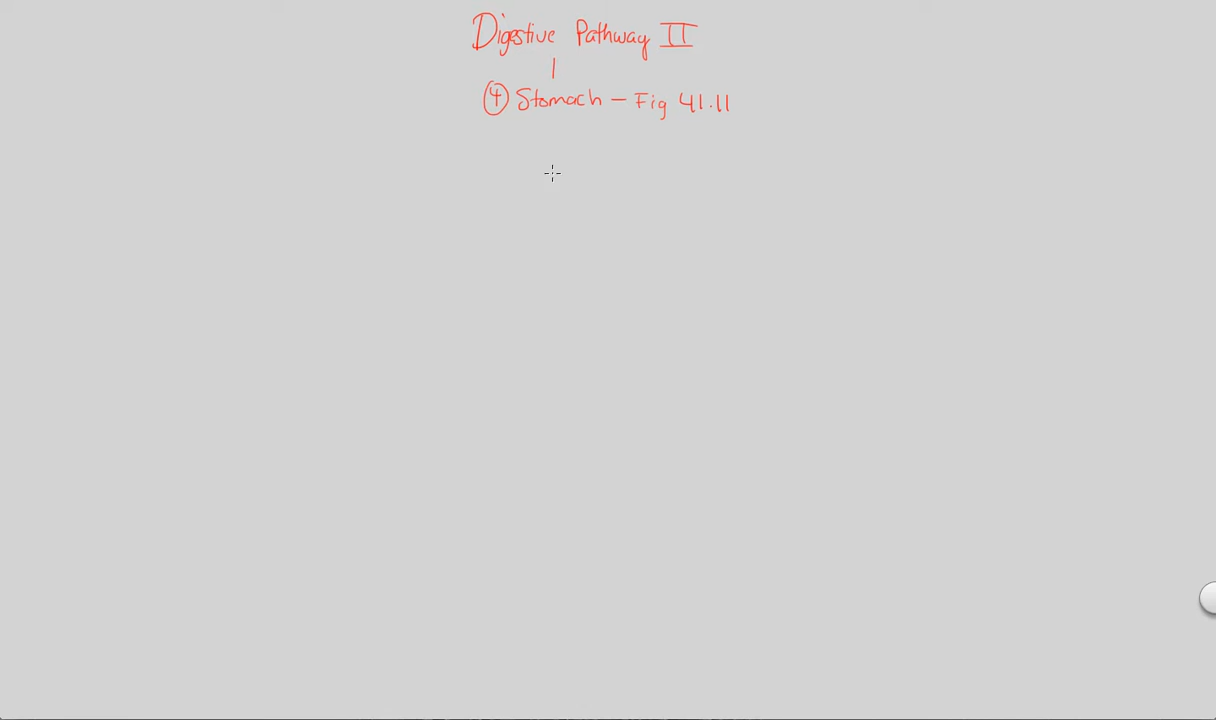 Digestive Pathway II
④ Stomach – Fig 41.11